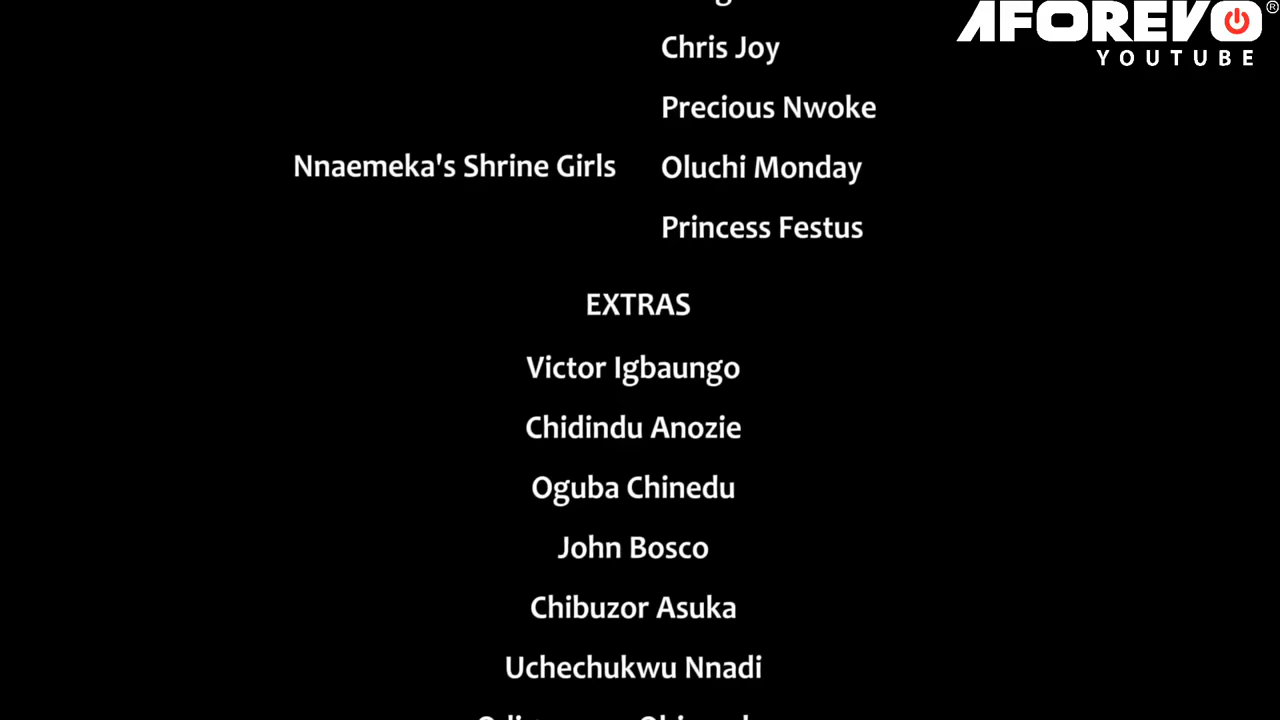 AFOREVO®
YOUTUBE
Chris Joy
Precious Nwoke
Nnaemeka's Shrine Girls Oluchi Monday
Princess Festus
EXTRAS
Victor Igbaungo
Chidindu Anozie
Oguba Chinedu
John Bosco
Chibuzor Asuka
Uchechukwu Nnadi